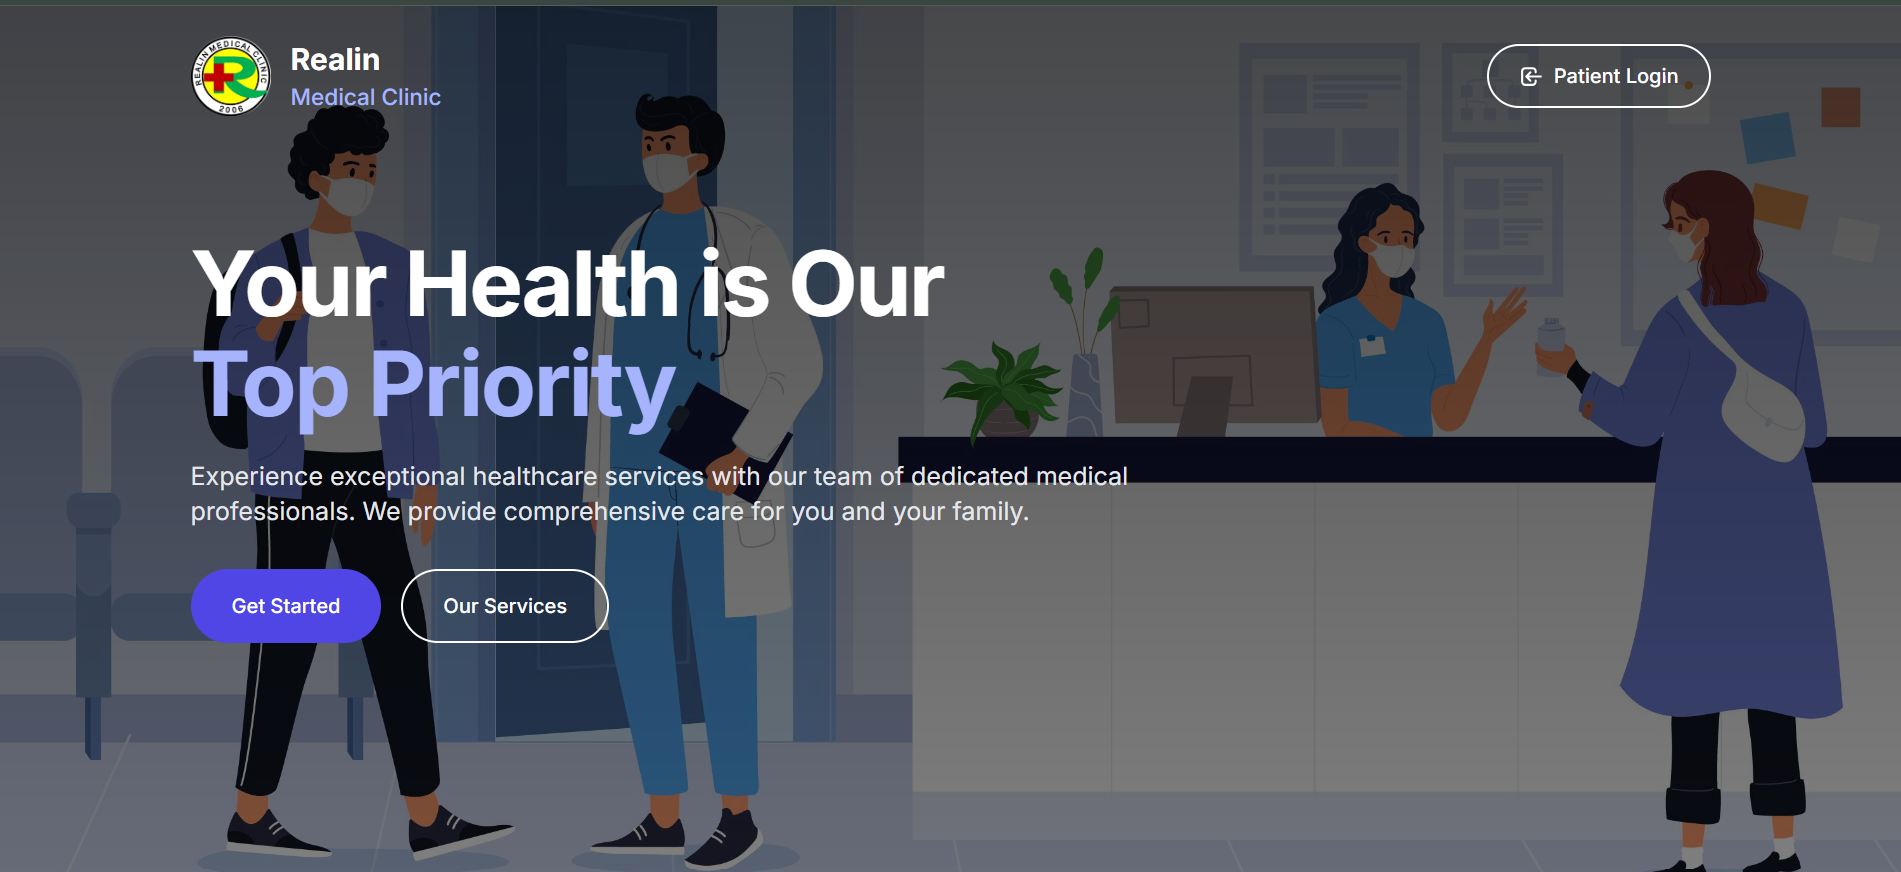 REALIN MEDICAL CLINIC
2006
Realin
Medical Clinic
Patient Login
Your Health is Our
Top Priority
Experience exceptional healthcare services with our team of dedicated medical
professionals. We provide comprehensive care for you and your family.
Get Started
Our Services